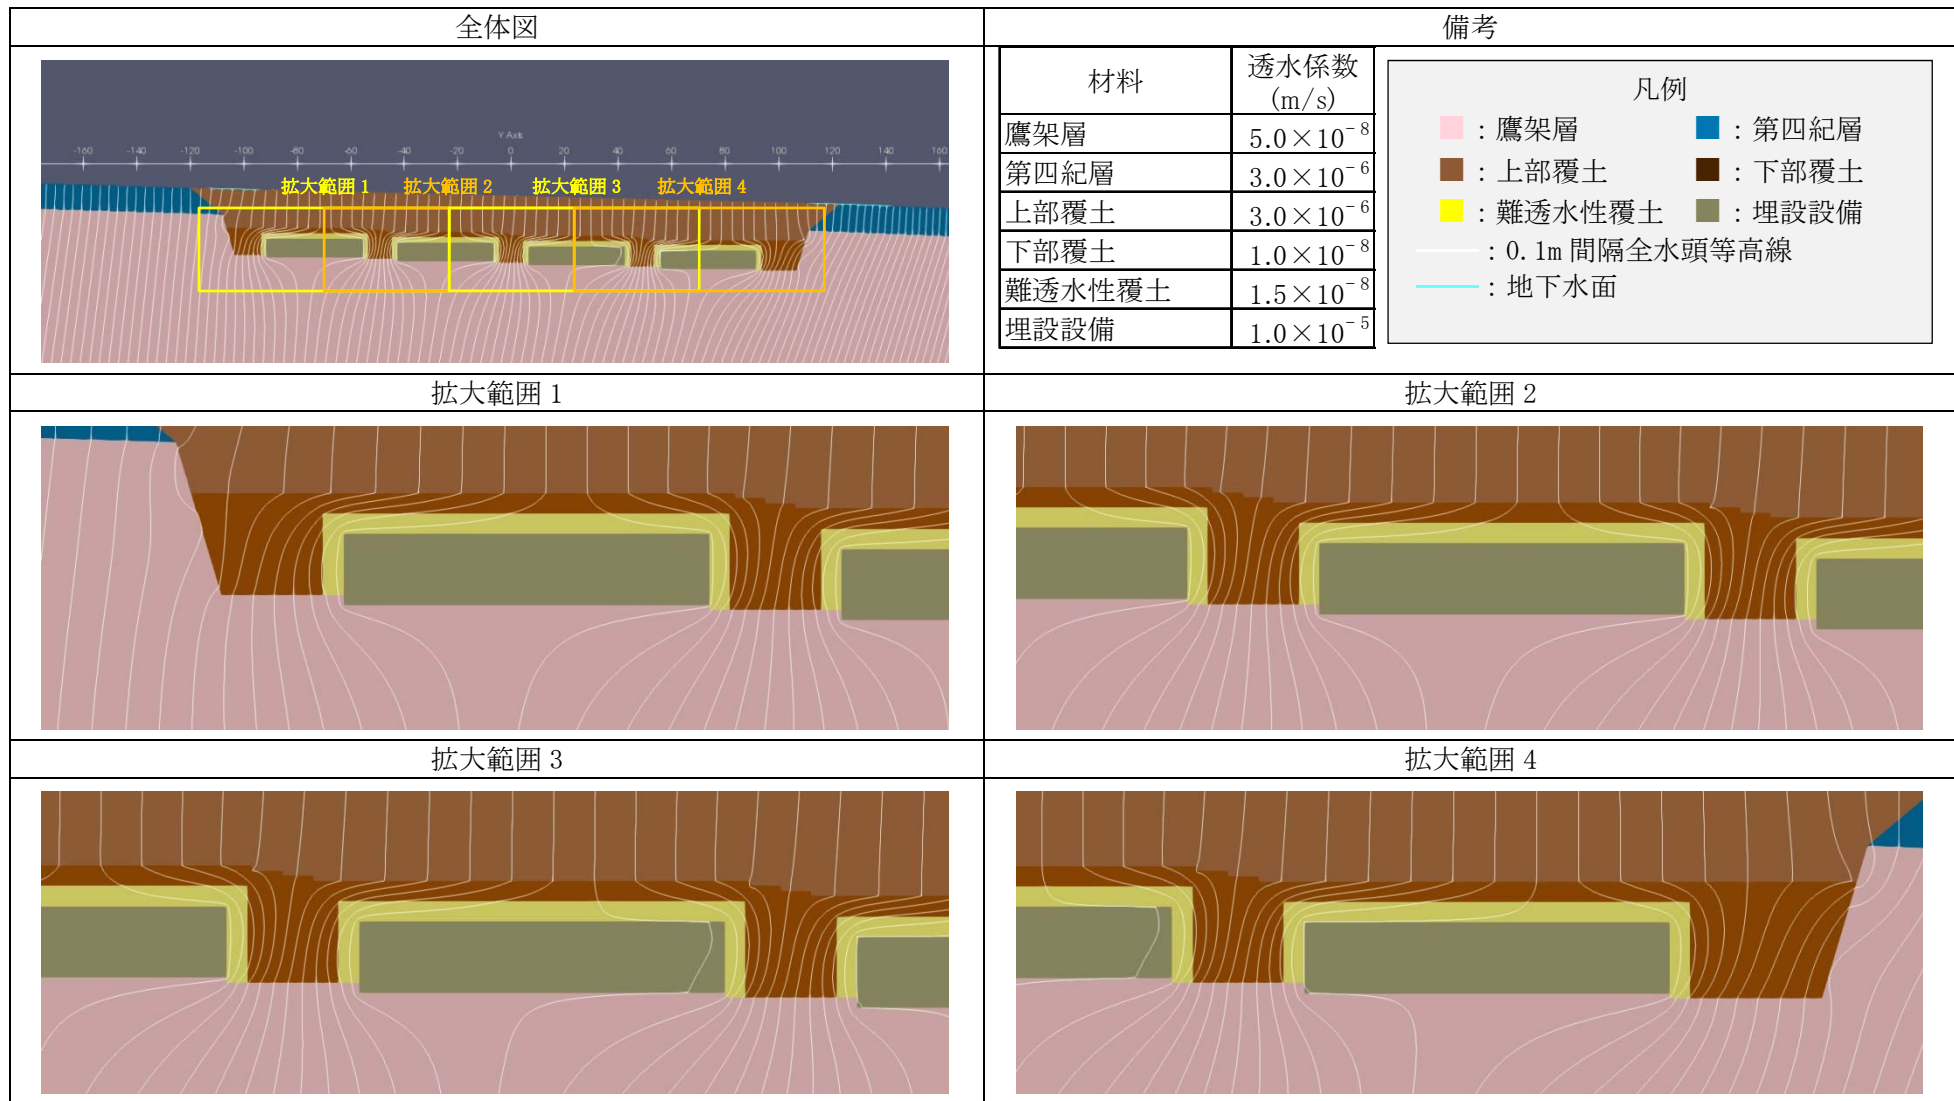 全体図
備考
Y Axis
-160 -140 -120 -100 -80 -60 -40 -20 0 20 40 60 80 100 120 140 160
拡大範囲 1 拡大範囲 2 拡大範囲 3 拡大範囲 4
材料 透水係数 (m/s)
鷹架層 5.0×10⁻⁸
第四紀層 3.0×10⁻⁶
上部覆土 3.0×10⁻⁶
下部覆土 1.0×10⁻⁸
難透水性覆土 1.5×10⁻⁸
埋設設備 1.0×10⁻⁵
凡例
：鷹架層 ：第四紀層
：上部覆土 ：下部覆土
：難透水性覆土 ：埋設設備
：0.1m 間隔全水頭等高線
：地下水面
拡大範囲 1
拡大範囲 2
拡大範囲 3
拡大範囲 4